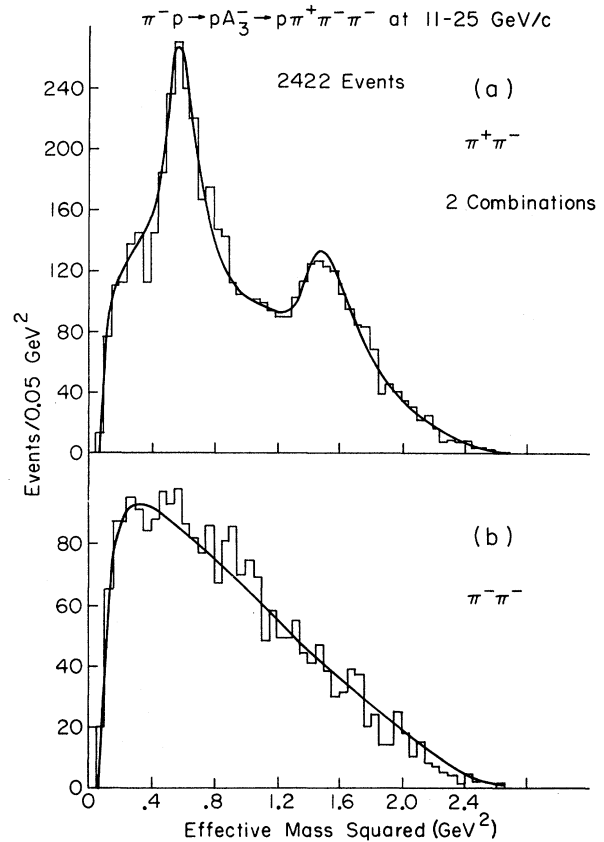 π⁻p → pA₃⁻ → pπ⁺π⁻π⁻ at 11-25 GeV/c
2422 Events
(a)
π⁺π⁻
2 Combinations
240
200
160
120
80
40
0
Events/0.05 GeV²
(b)
π⁻π⁻
80
60
40
20
0
0 .4 .8 1.2 1.6 2.0 2.4
Effective Mass Squared (GeV²)